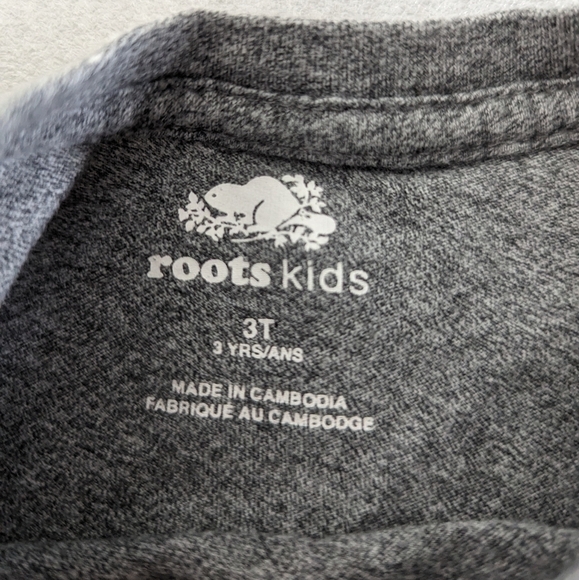 roots kids
3T
3 YRS/ANS
MADE IN CAMBODIA
FABRIQUÉ AU CAMBODGE